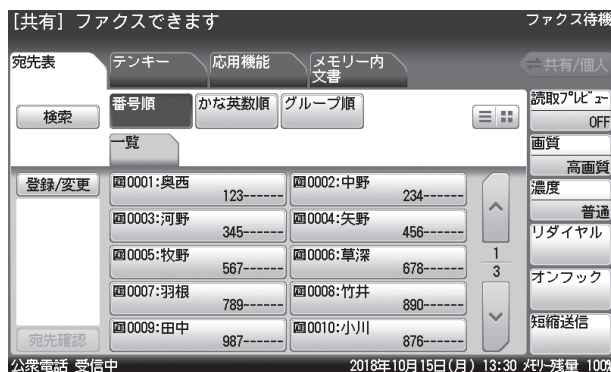 [共有] ファクスできます
ファクス待機
宛先表
テンキー
応用機能
メモリー内
文書
共有/個人
検索
番号順
かな英数順
グループ順
一覧
登録/変更
0001:奥西
123------
0002:中野
234------
0003:河野
345------
0004:矢野
456------
0005:牧野
567------
0006:草深
678------
0007:羽根
789------
0008:竹井
890------
0009:田中
987------
0010:小川
876------
1
3
宛先確認
読取プレビュー
OFF
画質
高画質
濃度
普通
リダイヤル
オンフック
短縮送信
公衆電話 受信中
2018年10月15日(月) 13:30 メモリー残量 100%